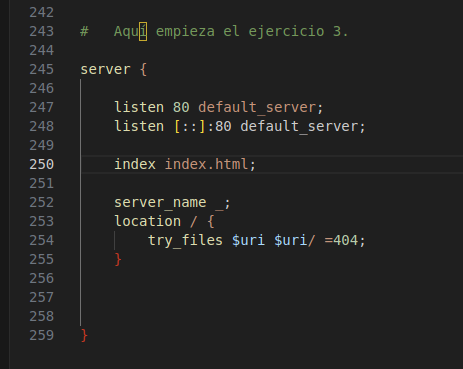 242
243 #   Aquí empieza el ejercicio 3.
244
245 server {
246
247     listen 80 default_server;
248     listen [::]:80 default_server;
249
250     index index.html;
251
252     server_name _;
253     location / {
254         try_files $uri $uri/ =404;
255     }
256
257
258
259 }